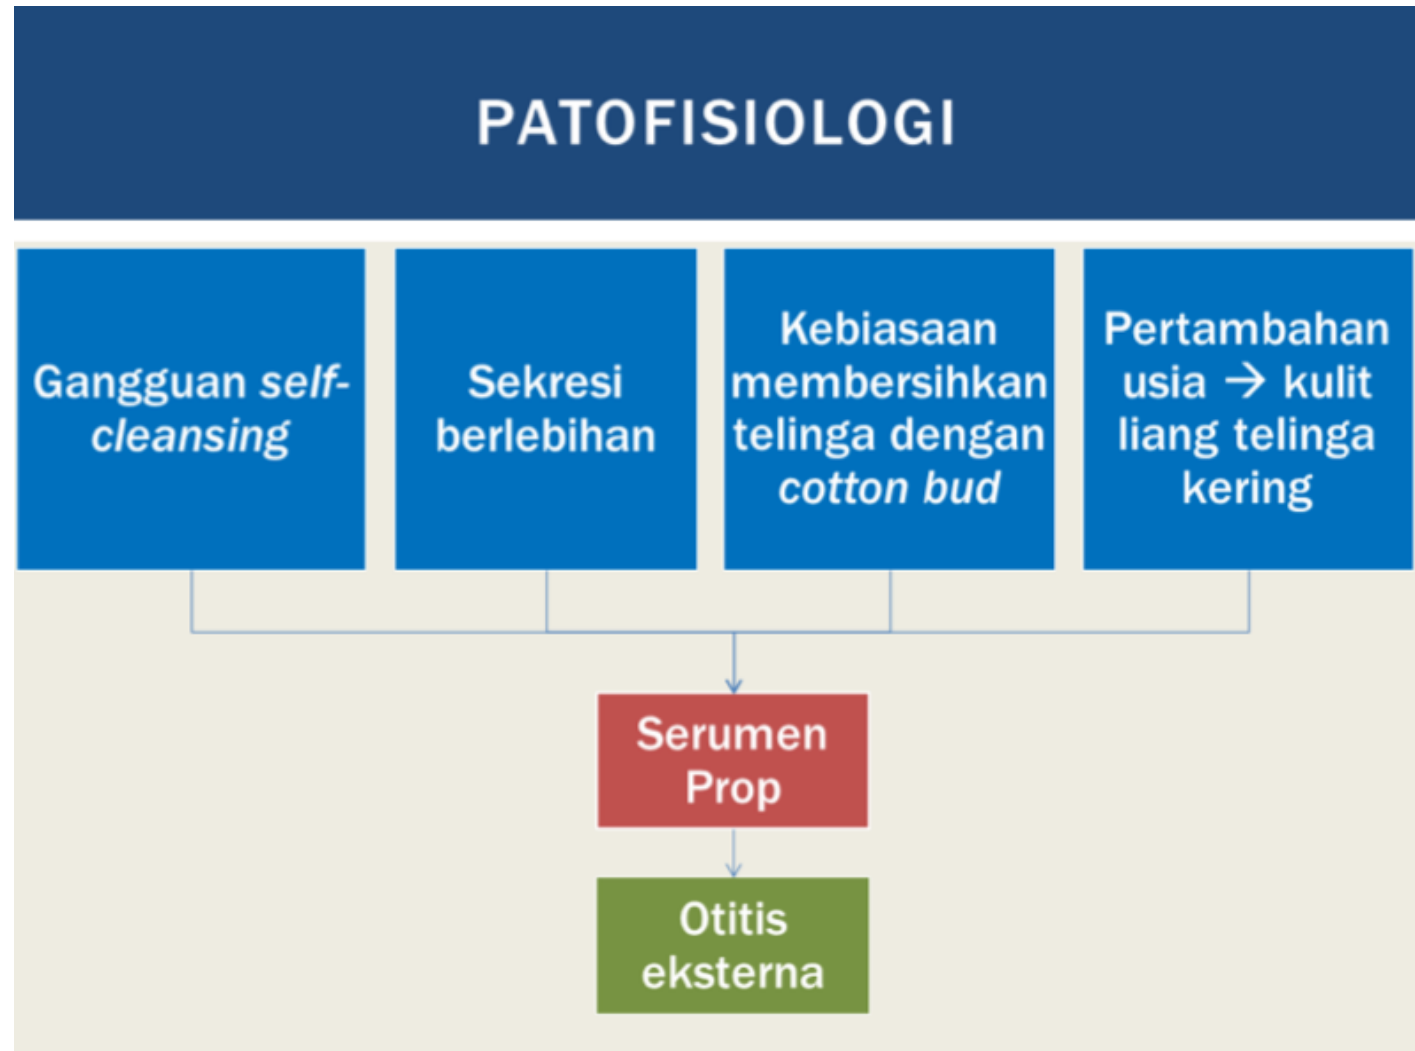 PATOFISIOLOGI
Gangguan self-
cleansing
Sekresi
berlebihan
Kebiasaan
membersihkan
telinga dengan
cotton bud
Pertambahan
usia → kulit
liang telinga
kering
Serumen
Prop
Otitis
eksterna